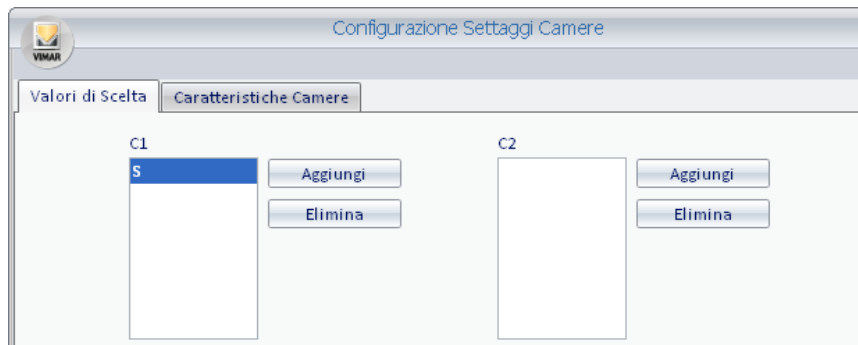 Configurazione Settaggi Camere
VIMAR
Valori di Scelta Caratteristiche Camere
C1 C2
S Aggiungi Aggiungi
Elimina Elimina